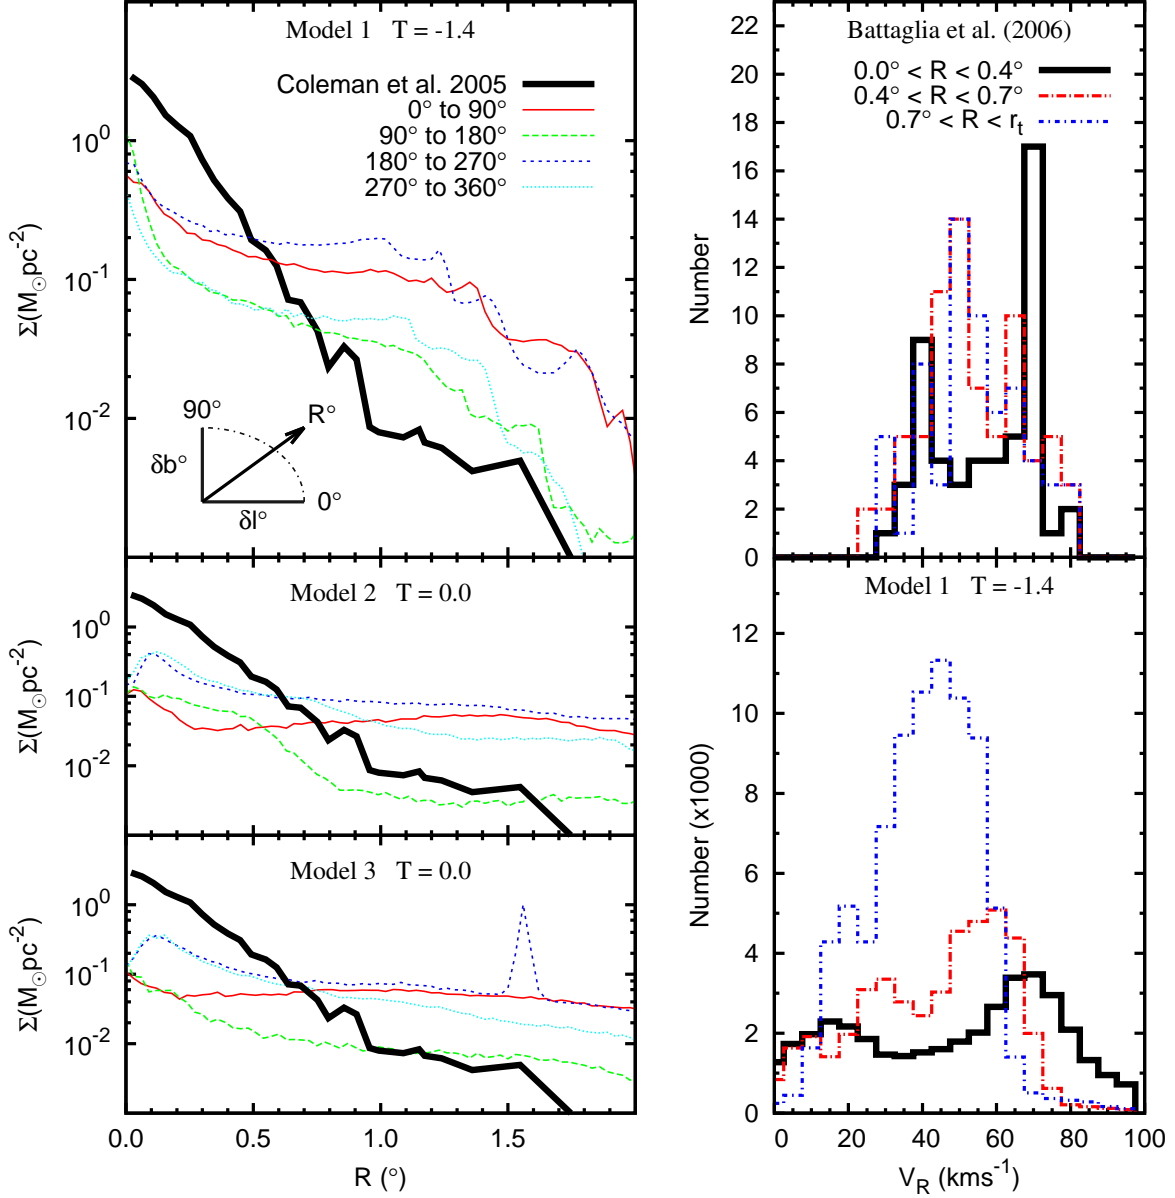 Model 1 T = -1.4
Coleman et al. 2005
0° to 90°
90° to 180°
180° to 270°
270° to 360°
10^0
10^-1
10^-2
Σ(M_⊙pc^-2)
90°
R°
δb°
0°
δl°
Model 2 T = 0.0
10^0
10^-1
10^-2
Σ(M_⊙pc^-2)
Model 3 T = 0.0
10^0
10^-1
10^-2
Σ(M_⊙pc^-2)
0.0 0.5 1.0 1.5
R (°)
Battaglia et al. (2006)
0.0° < R < 0.4°
0.4° < R < 0.7°
0.7° < R < r_t
22
20
18
16
14
12
10
8
6
4
2
0
Number
Model 1 T = -1.4
12
10
8
6
4
2
0
Number (x1000)
0 20 40 60 80 100
V_R (kms^-1)